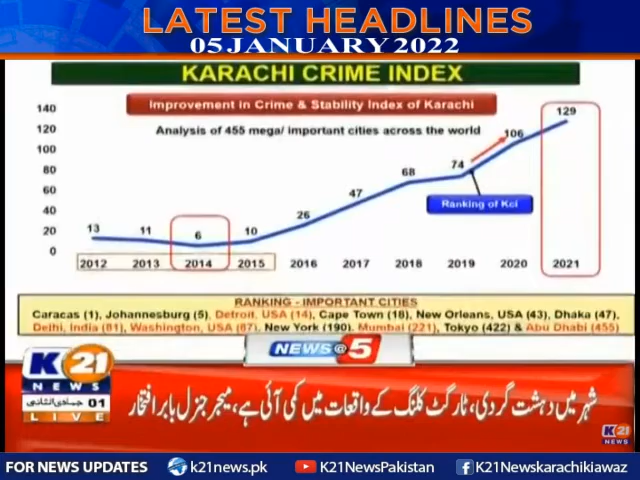 LATEST HEADLINES
05 JANUARY 2022
KARACHI CRIME INDEX
Improvement in Crime & Stability Index of Karachi
Analysis of 455 mega/ important cities across the world
140
120
100
80
60
40
20
0
13
11
6
10
26
47
68
74
106
129
Ranking of Kci
2012
2013
2014
2015
2016
2017
2018
2019
2020
2021
RANKING - IMPORTANT CITIES
Caracas (1), Johannesburg (5), Detroit, USA (14), Cape Town (18), New Orleans, USA (43), Dhaka (47),
Delhi, India (81), Washington, USA (87), New York (190), Mumbai (221), Tokyo (422) & Abu Dhabi (455)
NEWS@5
K21
NEWS
01 جمادی الثانی
LIVE
شہر میں دہشت گردی، ٹارگٹ کلنگ کے واقعات میں کمی آئی ہے، میجر جنرل بابر افتخار
K21
NEWS
FOR NEWS UPDATES
k21news.pk
K21NewsPakistan
K21Newskarachikiawaz